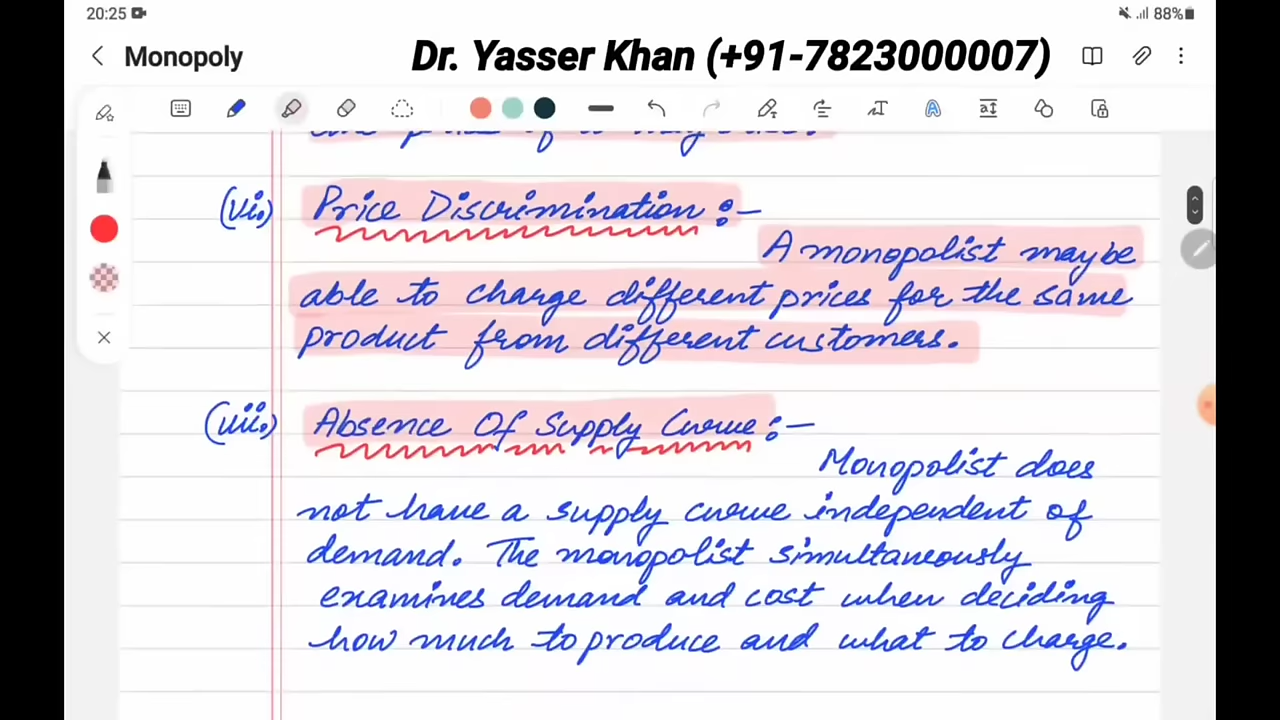 20:25
88%
Monopoly
Dr. Yasser Khan (+91-7823000007)
(vi.) Price Discrimination :-
A monopolist maybe
able to charge different prices for the same
product from different customers.
(vii.) Absence Of Supply Curve :-
Monopolist does
not have a supply curve independent of
demand. The monopolist simultaneously
examines demand and cost when deciding
how much to produce and what to charge.